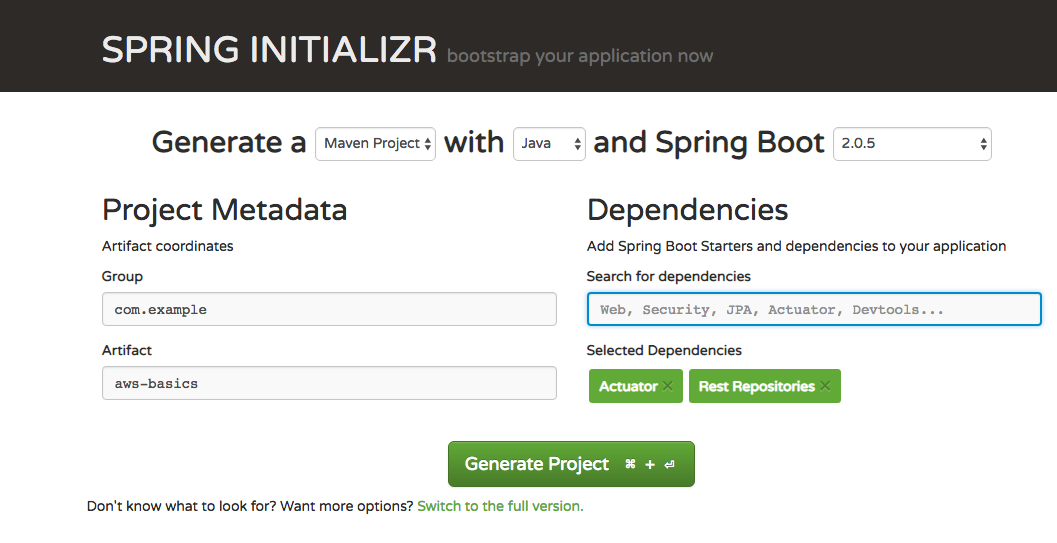 SPRING INITIALIZR bootstrap your application now
Generate a Maven Project with Java and Spring Boot 2.0.5
Project Metadata
Artifact coordinates
Group
com.example
Artifact
aws-basics
Dependencies
Add Spring Boot Starters and dependencies to your application
Search for dependencies
Web, Security, JPA, Actuator, Devtools...
Selected Dependencies
Actuator × Rest Repositories ×
Generate Project ⌘ + ⏎
Don't know what to look for? Want more options? Switch to the full version.